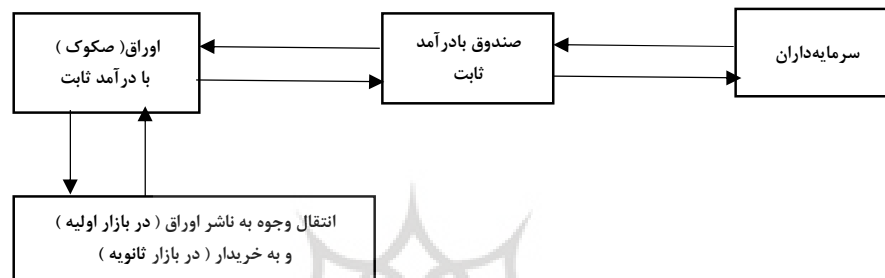 سرمایه‌داران
صندوق بادرآمد
ثابت
اوراق( صکوک )
با درآمد ثابت
انتقال وجوه به ناشر اوراق ( در بازار اولیه )
و به خریدار ( در بازار ثانویه )